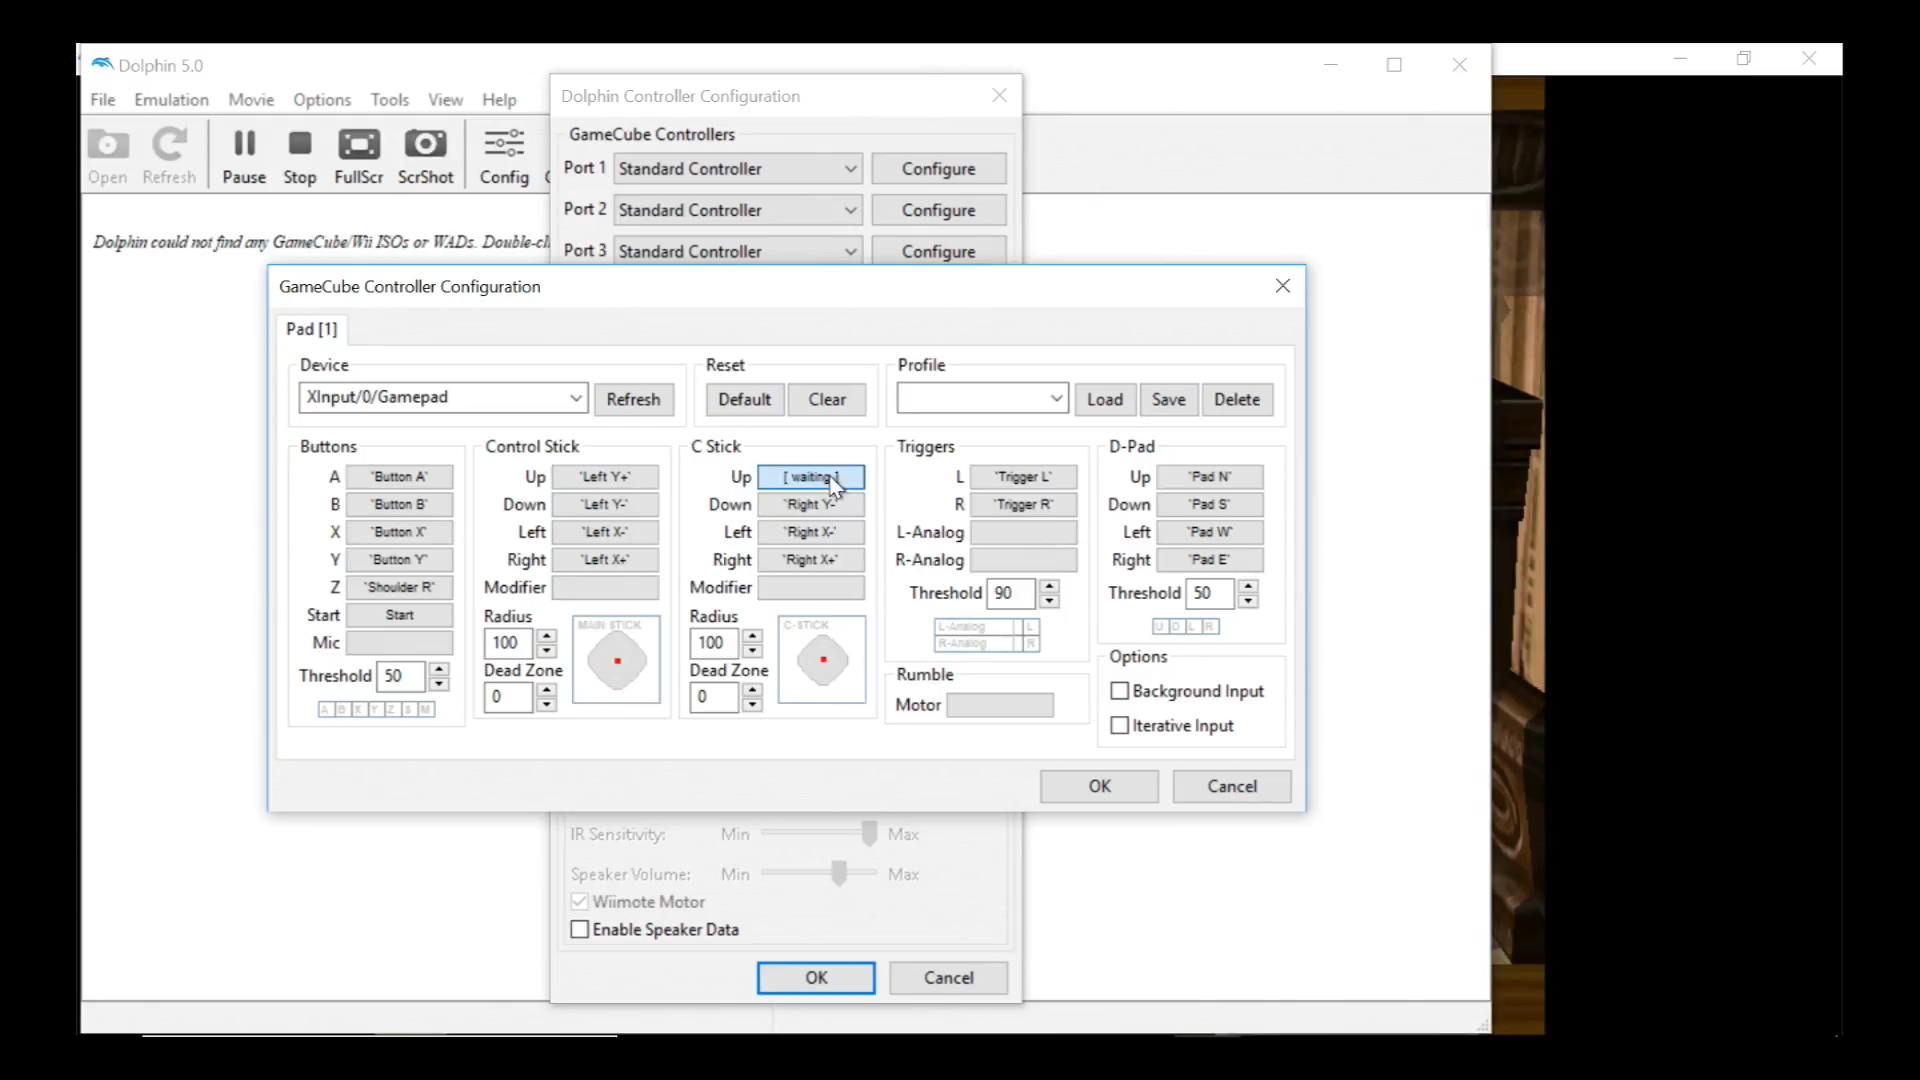 Dolphin 5.0
File Emulation Movie Options Tools View Help
Open Refresh Pause Stop FullScr ScrShot Config
Dolphin could not find any GameCube/Wii ISOs or WADs. Double-cl
Dolphin Controller Configuration
GameCube Controllers
Port 1 Standard Controller Configure
Port 2 Standard Controller Configure
Port 3 Standard Controller Configure
GameCube Controller Configuration
Pad [1]
Device
XInput/0/Gamepad Refresh
Reset
Default Clear
Profile
Load Save Delete
Buttons
A `Button A`
B `Button B`
X `Button X`
Y `Button Y`
Z `Shoulder R`
Start Start
Mic
Threshold 50
A B X Y Z S M
Control Stick
Up `Left Y+`
Down `Left Y-`
Left `Left X-`
Right `Left X+`
Modifier
Radius
100
Dead Zone
0
MAIN STICK
C Stick
Up [ waiting ]
Down `Right Y-`
Left `Right X-`
Right `Right X+`
Modifier
Radius
100
Dead Zone
0
C-STICK
Triggers
L `Trigger L`
R `Trigger R`
L-Analog
R-Analog
Threshold 90
L-Analog L
R-Analog R
Rumble
Motor
D-Pad
Up `Pad N`
Down `Pad S`
Left `Pad W`
Right `Pad E`
Threshold 50
U D L R
Options
Background Input
Iterative Input
OK Cancel
IR Sensitivity: Min Max
Speaker Volume: Min Max
Wiimote Motor
Enable Speaker Data
OK Cancel